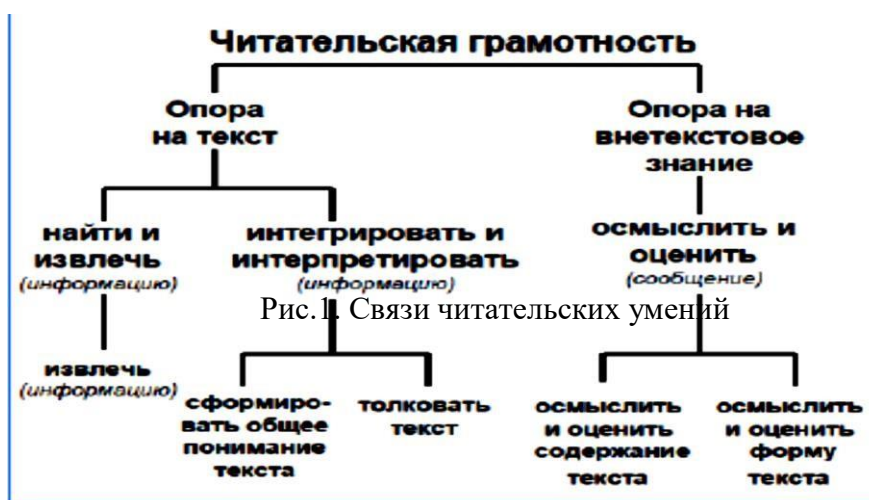 Читательская грамотность
Опора
на текст
Опора на
внетекстовое
знание
найти и
извлечь
(информацию)
интегрировать и
интерпретировать
(информацию)
осмыслить и
оценить
(сообщение)
Рис.1. Связи читательских умений
извлечь
(информацию)
сформиро-
вать общее
понимание
текста
толковать
текст
осмыслить
и оценить
содержание
текста
осмыслить
и оценить
форму
текста